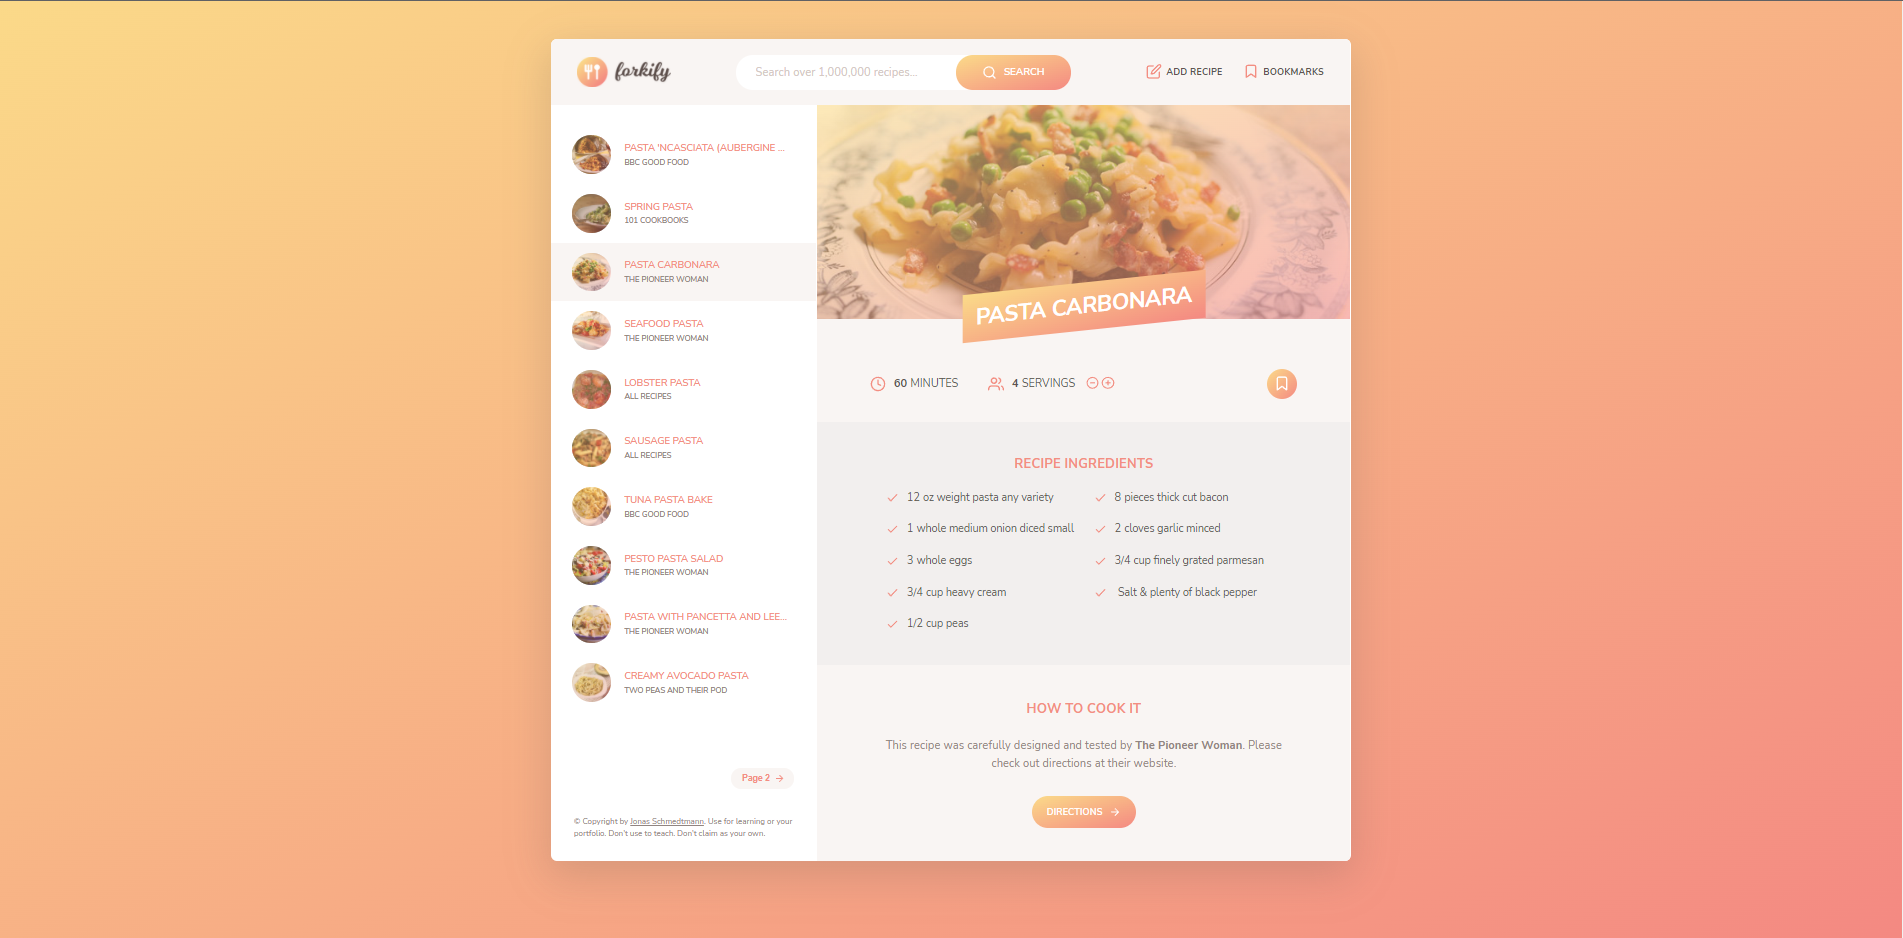 forkify
Search over 1,000,000 recipes...
SEARCH
ADD RECIPE
BOOKMARKS
PASTA 'NCASCIATA (AUBERGINE ...
BBC GOOD FOOD
SPRING PASTA
101 COOKBOOKS
PASTA CARBONARA
THE PIONEER WOMAN
SEAFOOD PASTA
THE PIONEER WOMAN
LOBSTER PASTA
ALL RECIPES
SAUSAGE PASTA
ALL RECIPES
TUNA PASTA BAKE
BBC GOOD FOOD
PESTO PASTA SALAD
THE PIONEER WOMAN
PASTA WITH PANCETTA AND LEE...
THE PIONEER WOMAN
CREAMY AVOCADO PASTA
TWO PEAS AND THEIR POD
Page 2
© Copyright by Jonas Schmedtmann. Use for learning or your
portfolio. Don't use to teach. Don't claim as your own.
PASTA CARBONARA
60 MINUTES
4 SERVINGS
RECIPE INGREDIENTS
12 oz weight pasta any variety
8 pieces thick cut bacon
1 whole medium onion diced small
2 cloves garlic minced
3 whole eggs
3/4 cup finely grated parmesan
3/4 cup heavy cream
Salt & plenty of black pepper
1/2 cup peas
HOW TO COOK IT
This recipe was carefully designed and tested by The Pioneer Woman. Please
check out directions at their website.
DIRECTIONS